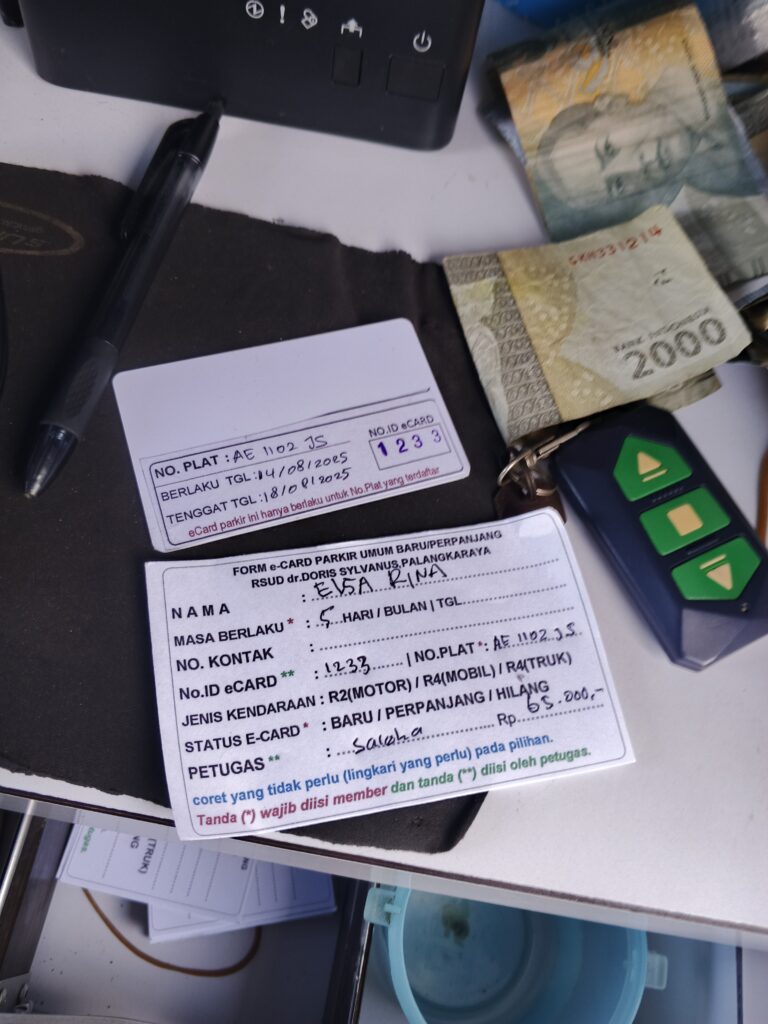 GKM331214
BANK INDONESIA
2000
NO. PLAT : AE 1102 JS
BERLAKU TGL : 14/08/2025
TENGGAT TGL : 18/08/2025
NO.ID eCARD
1233
eCard parkir ini hanya berlaku untuk No.Plat yang terdaftar
FORM e-CARD PARKIR UMUM BARU/PERPANJANG
RSUD dr.DORIS SYLVANUS,PALANGKARAYA
NAMA : ELSA RINA
MASA BERLAKU * : 5 HARI / BULAN | TGL
NO. KONTAK :
No.ID eCARD ** : 1233 | NO.PLAT * : AE 1102 JS
JENIS KENDARAAN : R2(MOTOR) / R4(MOBIL) / R4(TRUK)
STATUS E-CARD * : BARU / PERPANJANG / HILANG
PETUGAS ** : Saleha Rp 65.000,-
coret yang tidak perlu (lingkari yang perlu) pada pilihan.
Tanda (*) wajib diisi member dan tanda (**) diisi oleh petugas.
(TRUK)